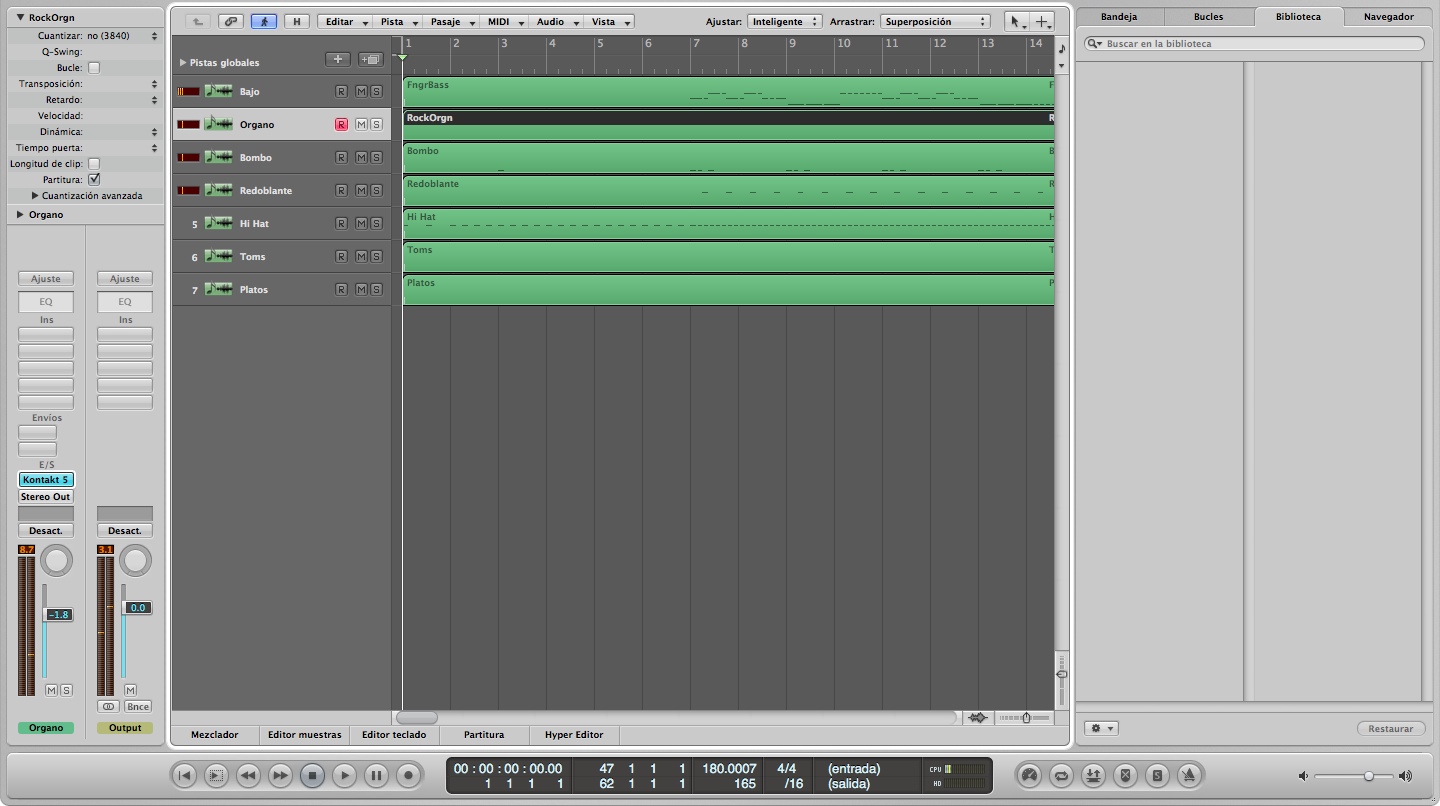 RockOrgn
Cuantizar: no (3840)
Q-Swing:
Bucle:
Transposición:
Retardo:
Velocidad:
Dinámica:
Tiempo puerta:
Longitud de clip:
Partitura:
Cuantización avanzada
Organo
Ajuste Ajuste
EQ EQ
Ins Ins
Envíos
E/S
Kontakt 5
Stereo Out
Desact. Desact.
8.7 3.1
-1.8 0.0
M S M
Bnce
Organo Output
H Editar Pista Pasaje MIDI Audio Vista Ajustar: Inteligente Arrastrar: Superposición
1 2 3 4 5 6 7 8 9 10 11 12 13 14
Pistas globales
Bajo R M S FngrBass F
Organo R M S RockOrgn R
Bombo R M S Bombo B
Redoblante R M S Redoblante R
5 Hi Hat R M S Hi Hat H
6 Toms R M S Toms T
7 Platos R M S Platos P
Mezclador Editor muestras Editor teclado Partitura Hyper Editor
Bandeja Bucles Biblioteca Navegador
Buscar en la biblioteca
Restaurar
00 : 00 : 00 : 00.00 47 1 1 1 180.0007 4/4 (entrada) CPU
1 1 1 1 62 1 1 1 165 /16 (salida) HD
S